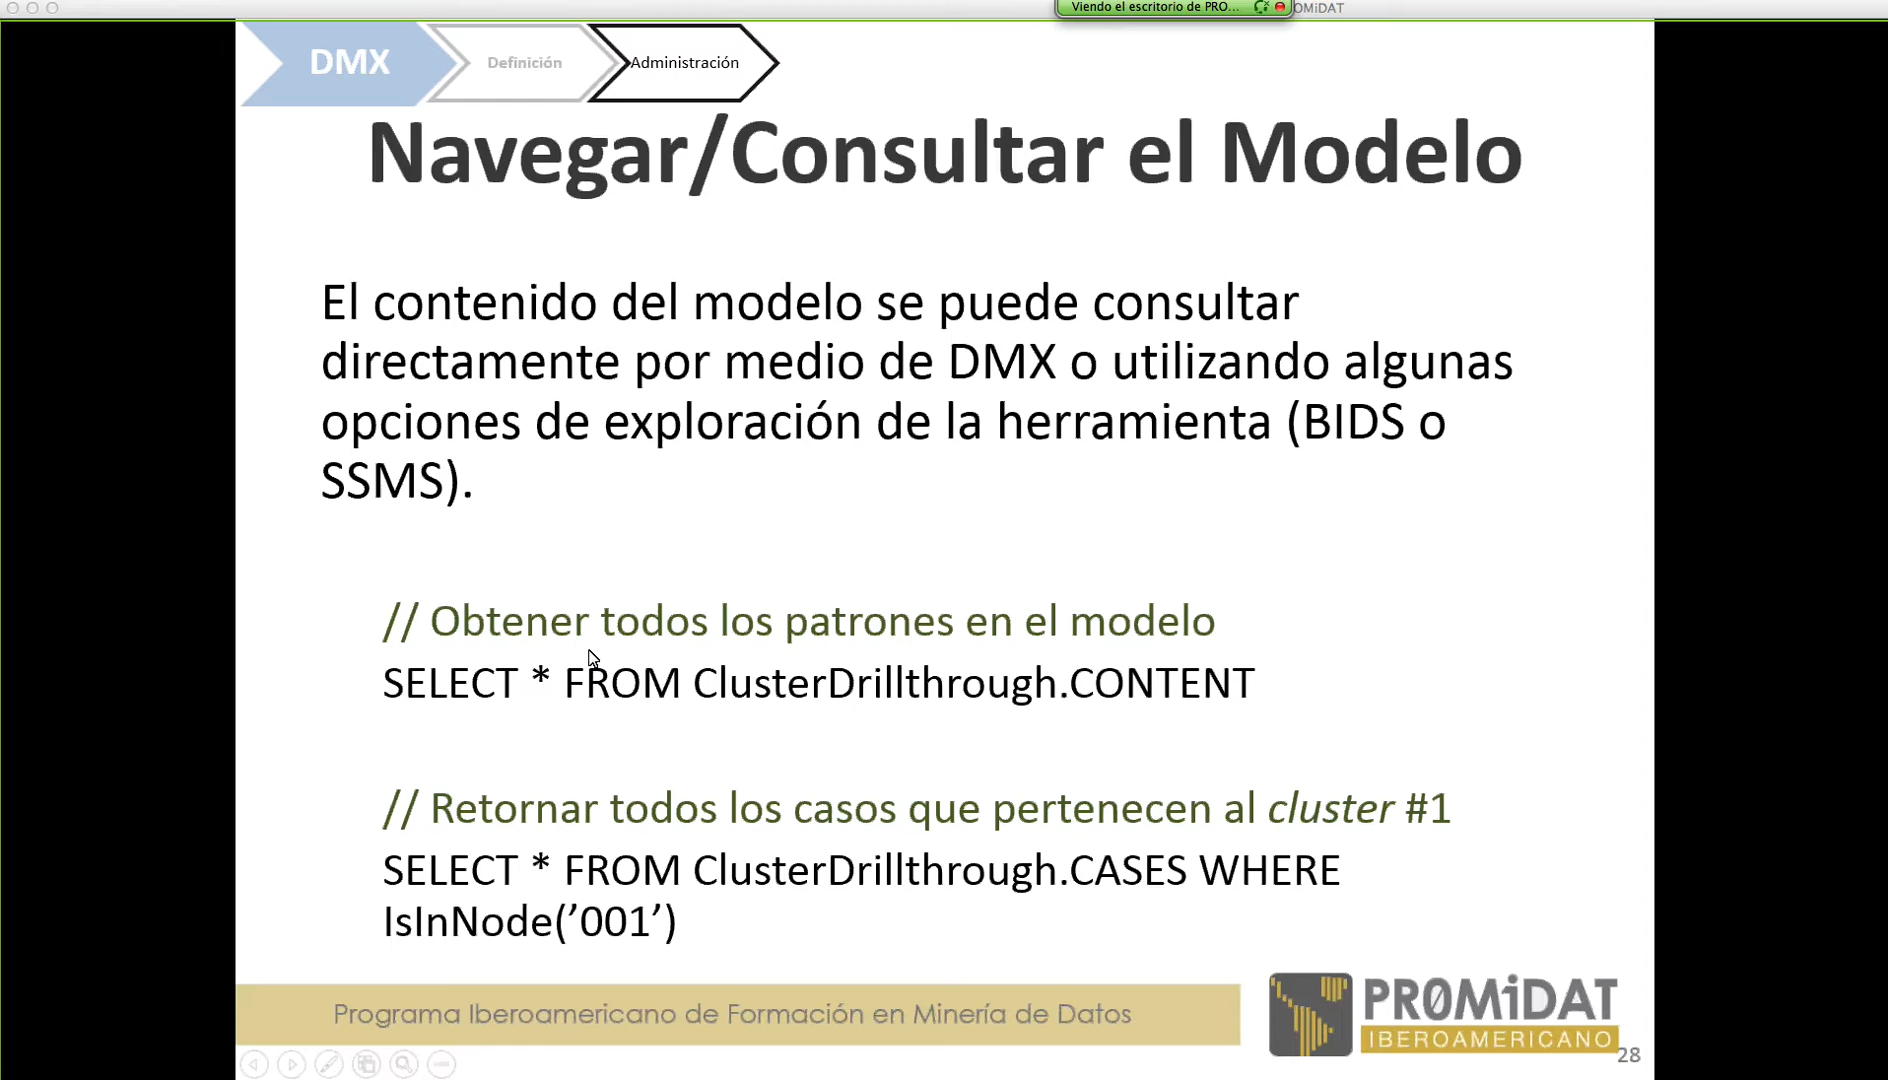 Viendo el escritorio de PRO...
OMiDAT
DMX
Definición
Administración
Navegar/Consultar el Modelo
El contenido del modelo se puede consultar
directamente por medio de DMX o utilizando algunas
opciones de exploración de la herramienta (BIDS o
SSMS).
// Obtener todos los patrones en el modelo
SELECT * FROM ClusterDrillthrough.CONTENT
// Retornar todos los casos que pertenecen al cluster #1
SELECT * FROM ClusterDrillthrough.CASES WHERE
IsInNode(’001’)
Programa Iberoamericano de Formación en Minería de Datos
PR0MiDAT
IBEROAMERICANO
28